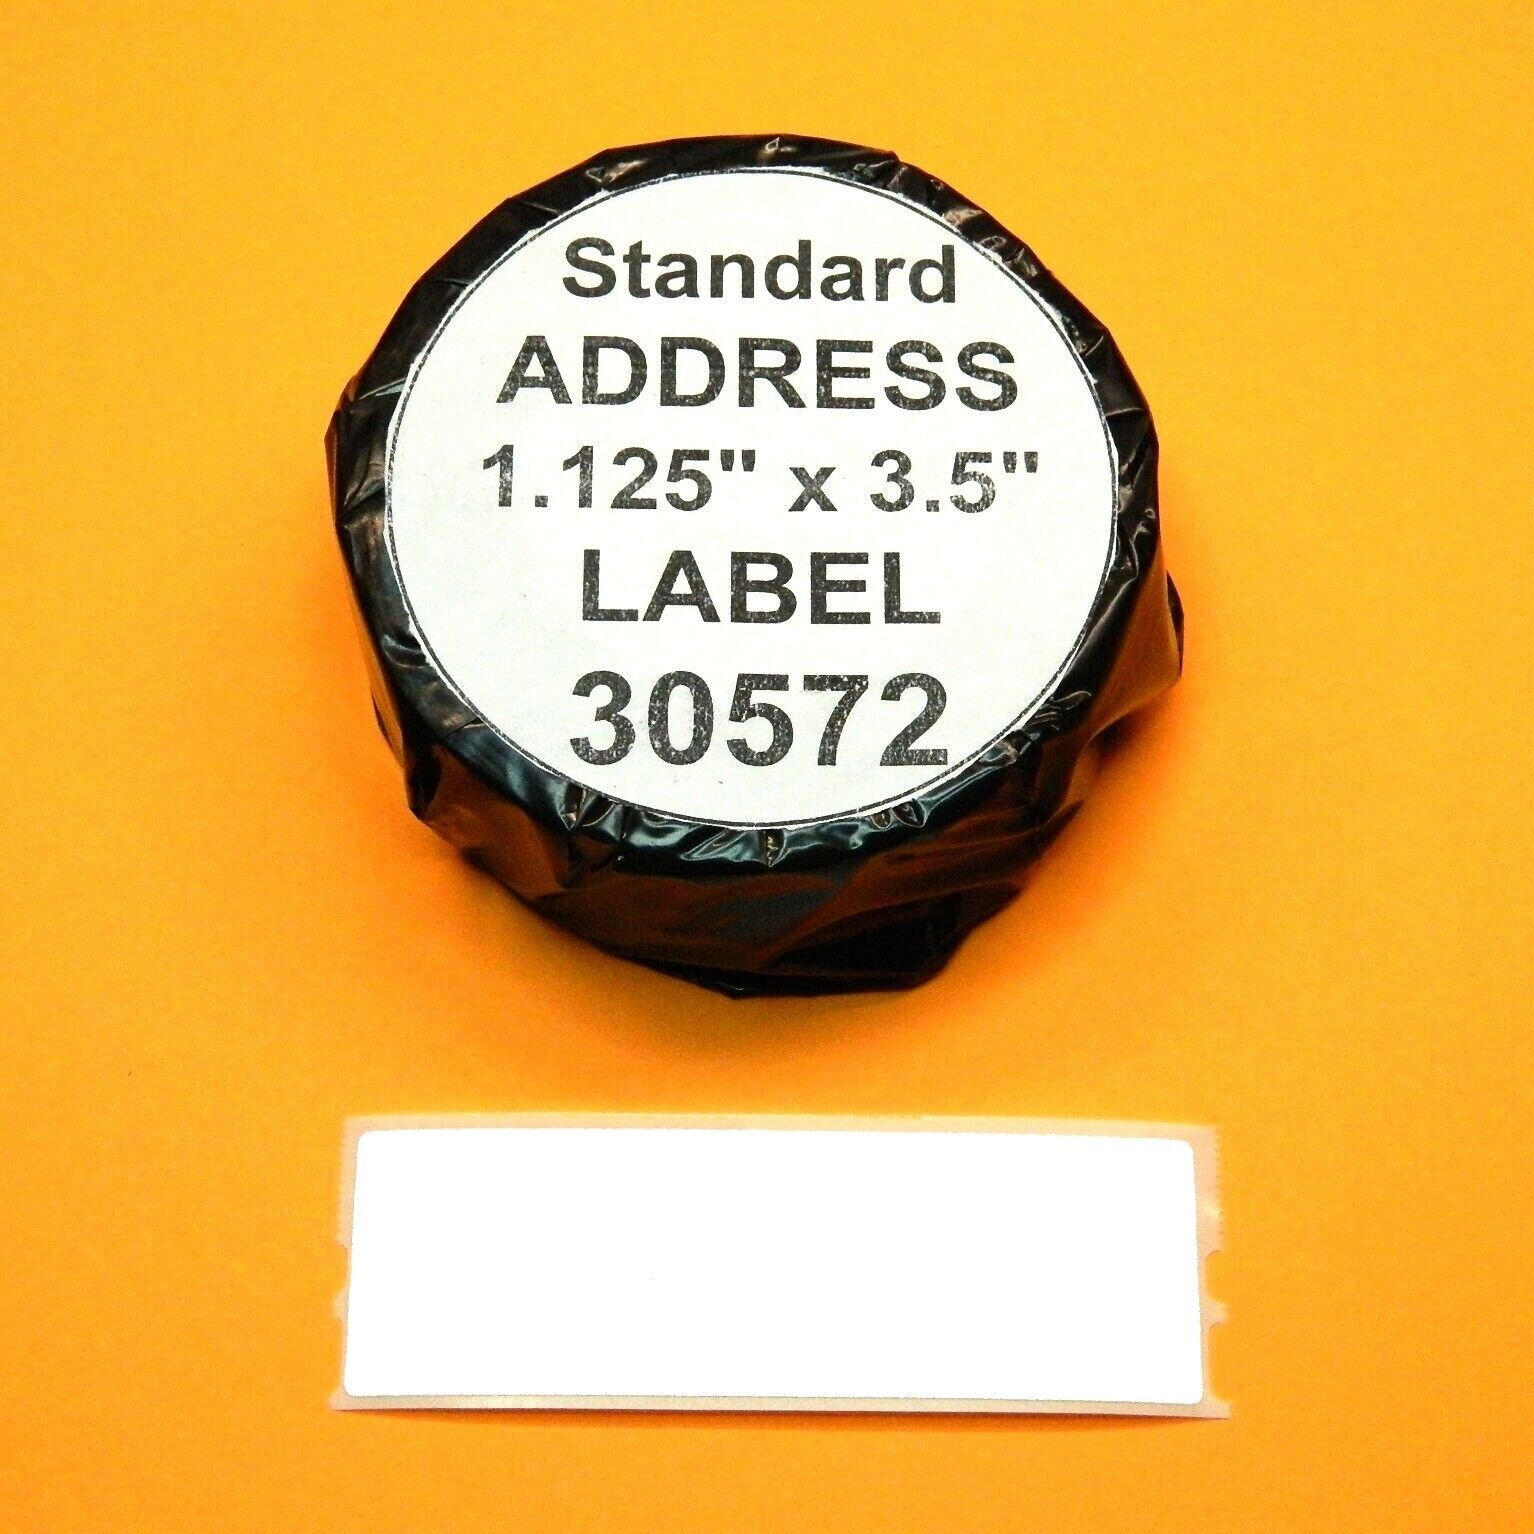 Standard
ADDRESS
1.125" x 3.5"
LABEL
30572